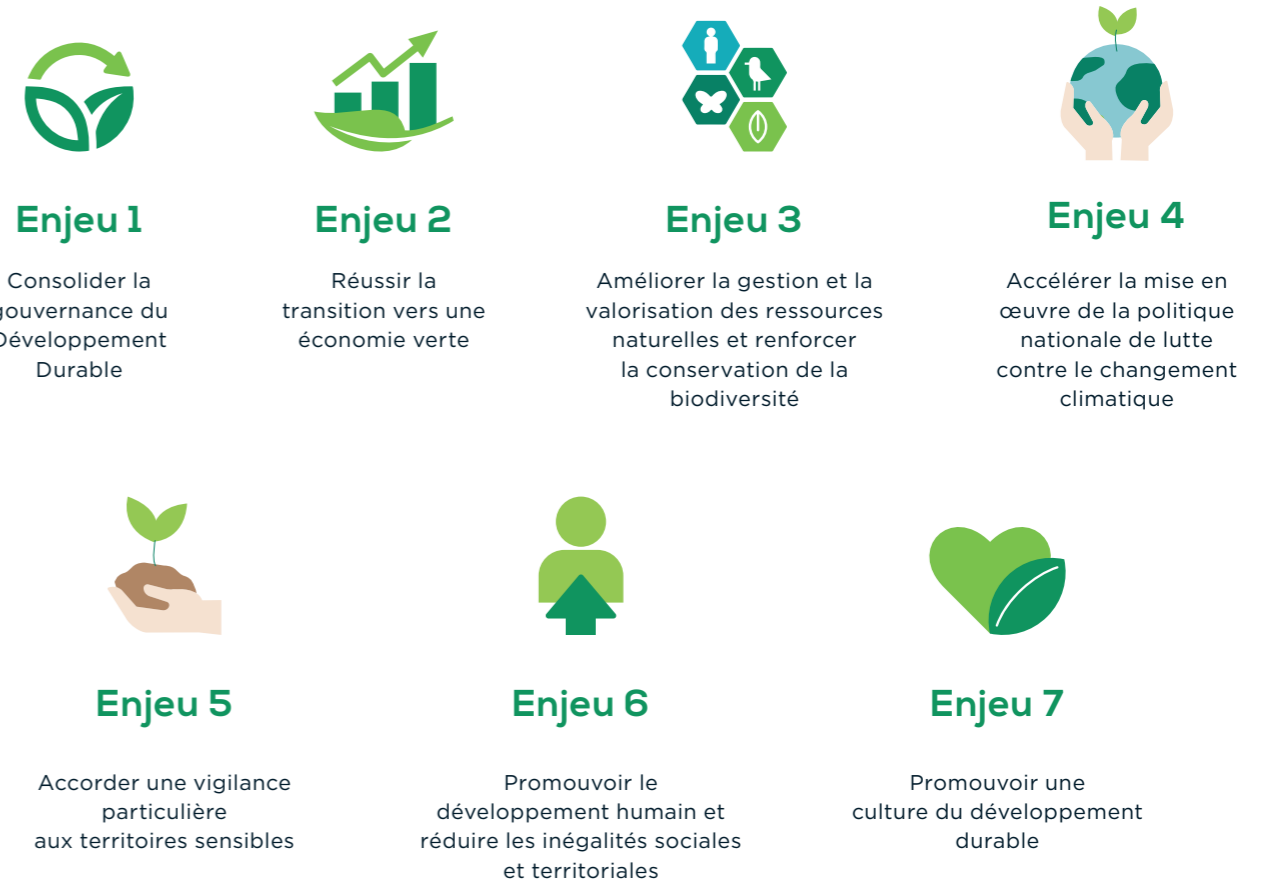 Enjeu 1
Consolider la
gouvernance du
Développement
Durable
Enjeu 2
Réussir la
transition vers une
économie verte
Enjeu 3
Améliorer la gestion et la
valorisation des ressources
naturelles et renforcer
la conservation de la
biodiversité
Enjeu 4
Accélérer la mise en
œuvre de la politique
nationale de lutte
contre le changement
climatique
Enjeu 5
Accorder une vigilance
particulière
aux territoires sensibles
Enjeu 6
Promouvoir le
développement humain et
réduire les inégalités sociales
et territoriales
Enjeu 7
Promouvoir une
culture du développement
durable